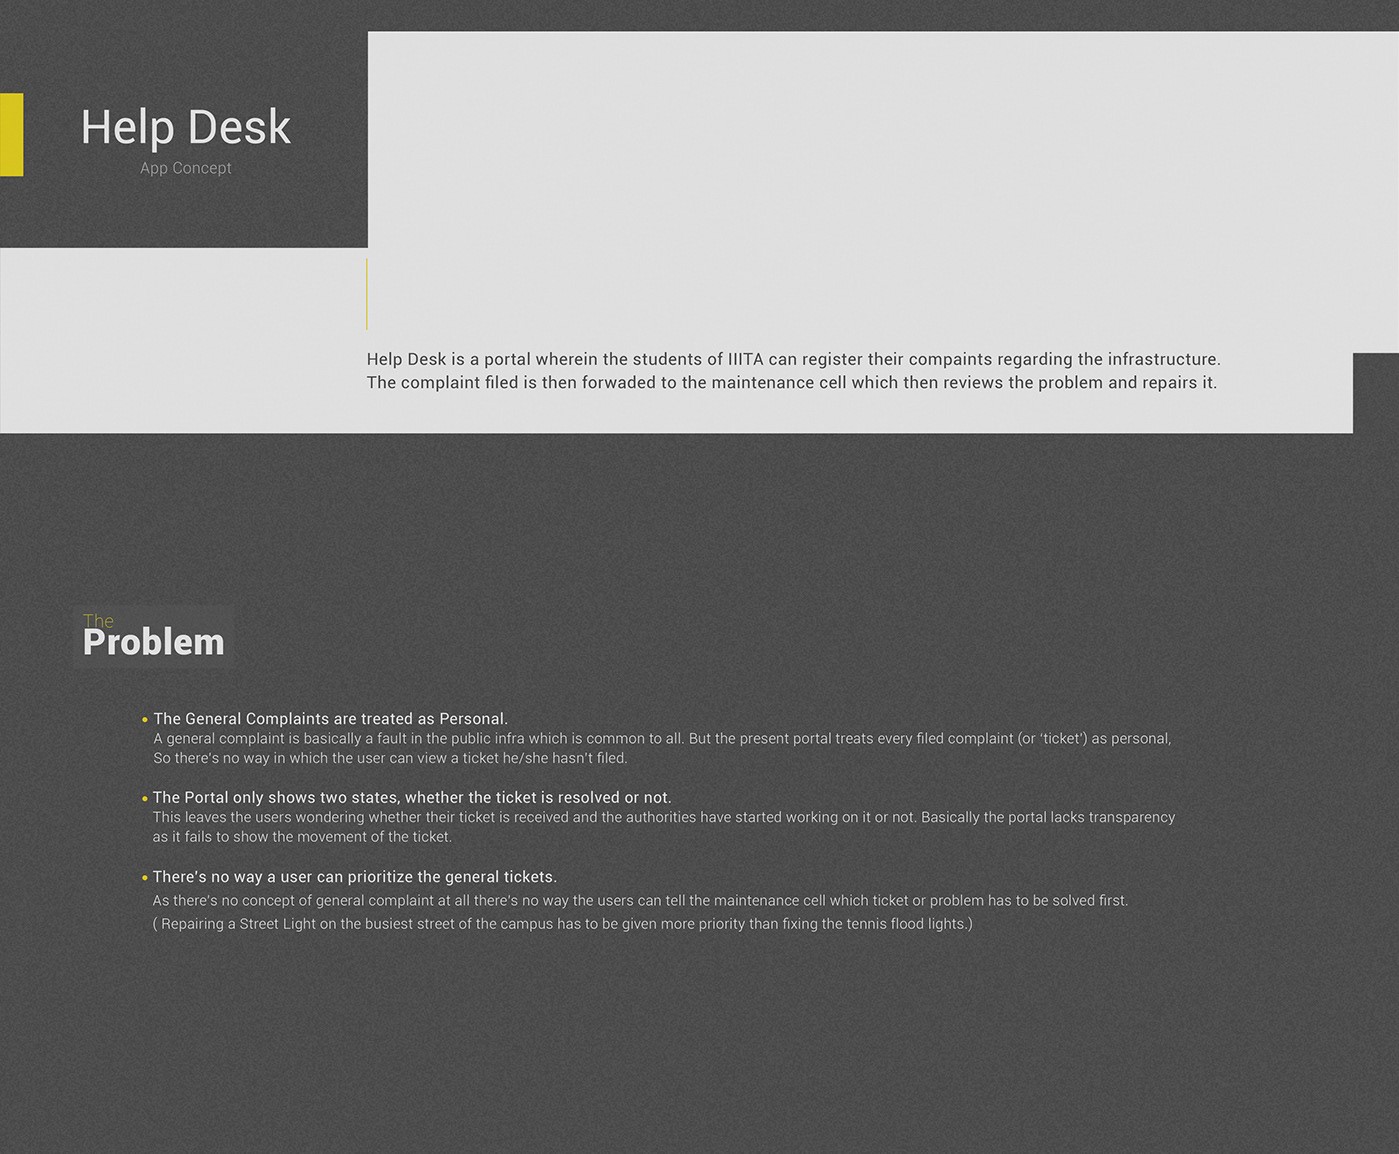 Help Desk
App Concept
Help Desk is a portal wherein the students of IIITA can register their compaints regarding the infrastructure.
The complaint filed is then forwaded to the maintenance cell which then reviews the problem and repairs it.
The
Problem
• The General Complaints are treated as Personal.
A general complaint is basically a fault in the public infra which is common to all. But the present portal treats every filed complaint (or ‘ticket’) as personal,
So there’s no way in which the user can view a ticket he/she hasn’t filed.
• The Portal only shows two states, whether the ticket is resolved or not.
This leaves the users wondering whether their ticket is received and the authorities have started working on it or not. Basically the portal lacks transparency
as it fails to show the movement of the ticket.
• There’s no way a user can prioritize the general tickets.
As there’s no concept of general complaint at all there’s no way the users can tell the maintenance cell which ticket or problem has to be solved first.
( Repairing a Street Light on the busiest street of the campus has to be given more priority than fixing the tennis flood lights.)